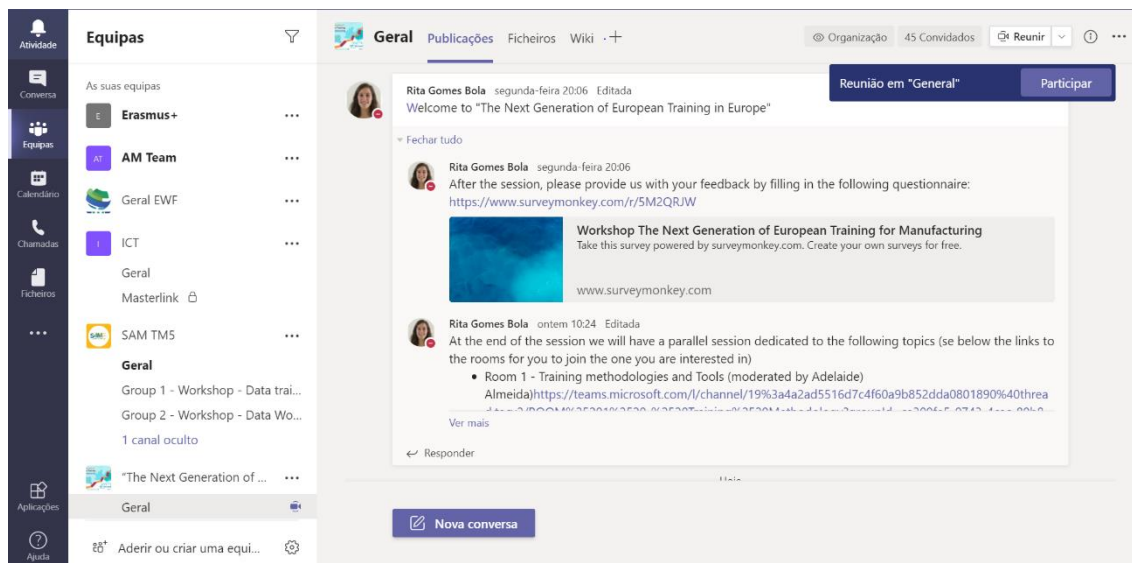 Atividade
Conversa
Equipas
Calendário
Chamadas
Ficheiros
Aplicações
Ajuda
Equipas
As suas equipas
E
Erasmus+
AT
AM Team
Geral EWF
I
ICT
Geral
Masterlink
SAM TM5
Geral
Group 1 - Workshop - Data trai...
Group 2 - Workshop - Data Wo...
1 canal oculto
"The Next Generation of ...
Geral
Aderir ou criar uma equi...
Geral Publicações Ficheiros Wiki
Organização 45 Convidados Reunir
Reunião em "General" Participar
Rita Gomes Bola segunda-feira 20:06 Editada
Welcome to "The Next Generation of European Training in Europe"
Fechar tudo
Rita Gomes Bola segunda-feira 20:06
After the session, please provide us with your feedback by filling in the following questionnaire:
https://www.surveymonkey.com/r/5M2QRJW
Workshop The Next Generation of European Training for Manufacturing
Take this survey powered by surveymonkey.com. Create your own surveys for free.
www.surveymonkey.com
Rita Gomes Bola ontem 10:24 Editada
At the end of the session we will have a parallel session dedicated to the following topics (se below the links to
the rooms for you to join the one you are interested in)
• Room 1 - Training methodologies and Tools (moderated by Adelaide)
Almeida)https://teams.microsoft.com/l/channel/19%3a4a2ad5516d7c4f60a9b852dda0801890%40threa
Ver mais
Responder
Nova conversa